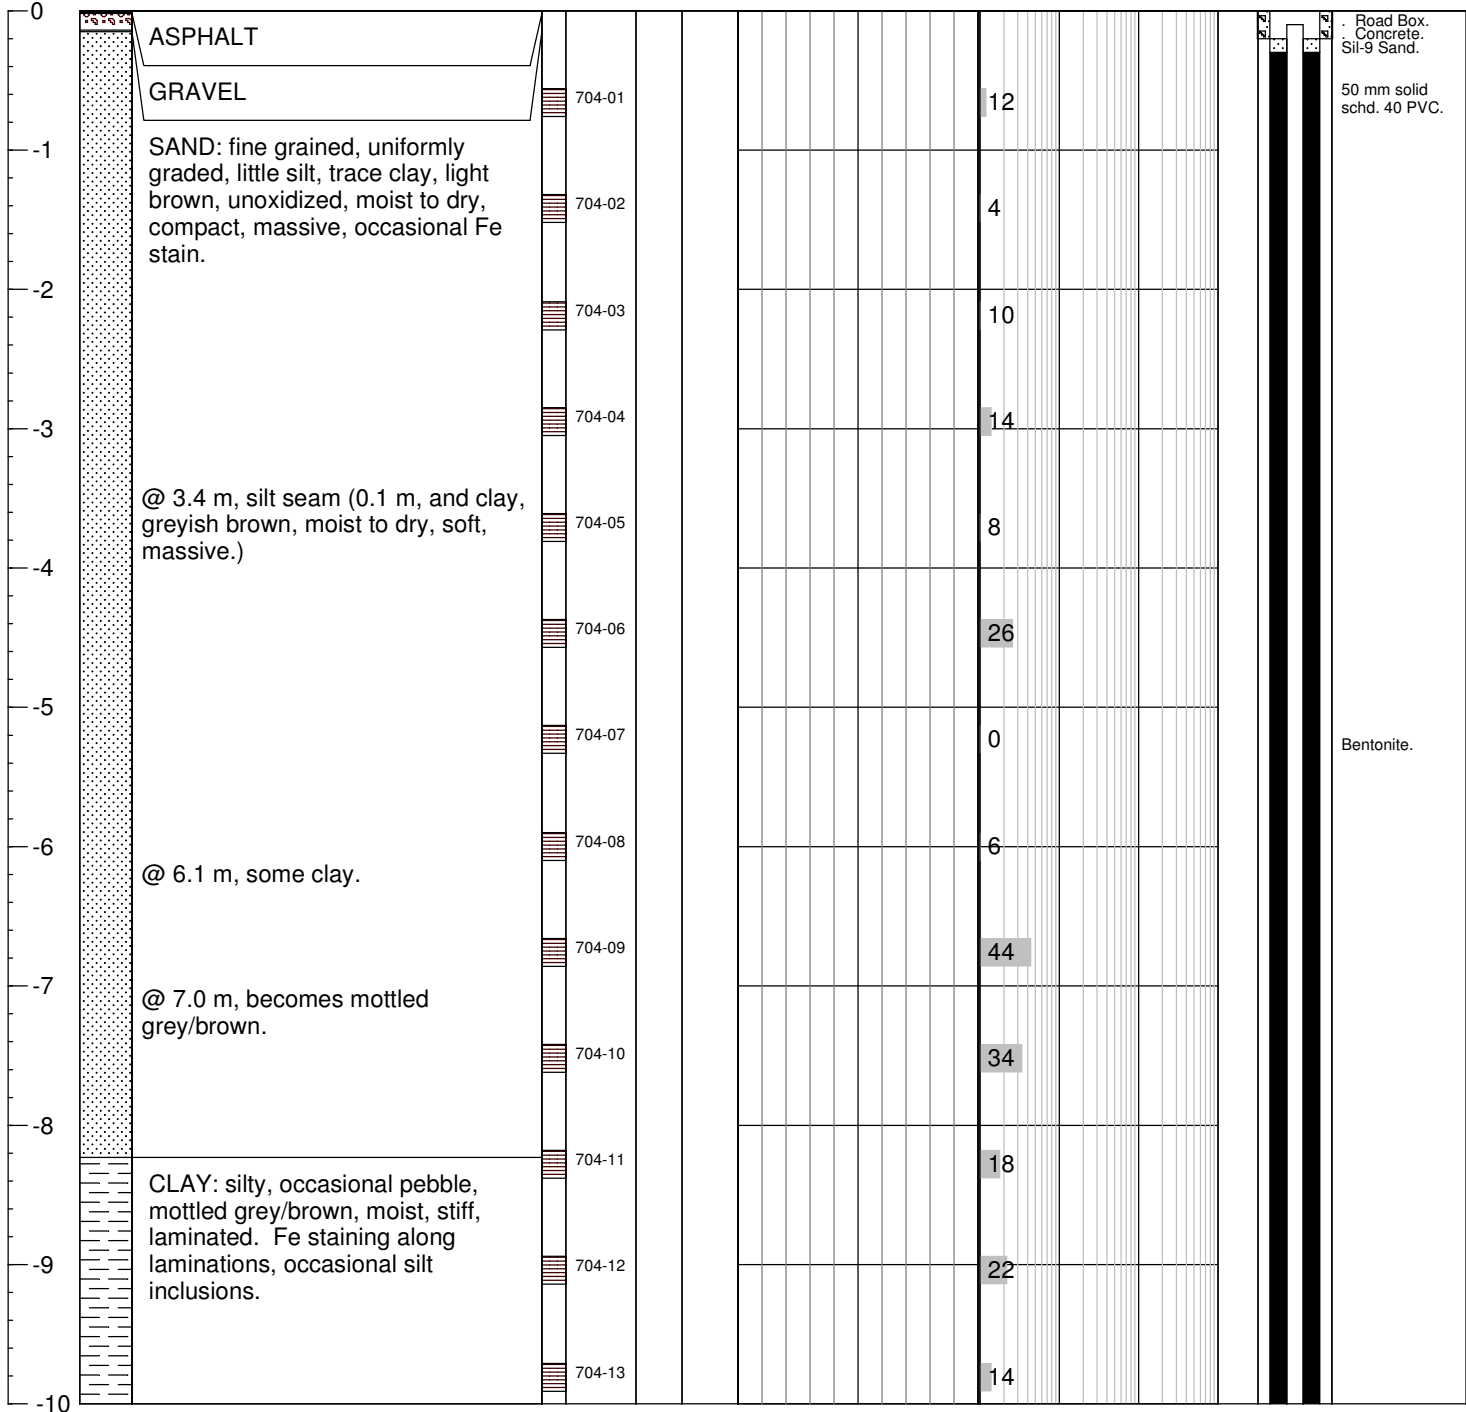 0
ASPHALT
. Road Box.
. Concrete.
Sil-9 Sand.
GRAVEL
704-01
12
50 mm solid
schd. 40 PVC.
-1
SAND: fine grained, uniformly
graded, little silt, trace clay, light
brown, unoxidized, moist to dry,
compact, massive, occasional Fe
stain.
704-02
4
-2
704-03
10
704-04
14
-3
@ 3.4 m, silt seam (0.1 m, and clay,
greyish brown, moist to dry, soft,
massive.)
704-05
8
-4
704-06
26
-5
704-07
0
Bentonite.
704-08
6
-6
@ 6.1 m, some clay.
704-09
44
-7
@ 7.0 m, becomes mottled
grey/brown.
704-10
34
-8
704-11
18
CLAY: silty, occasional pebble,
mottled grey/brown, moist, stiff,
laminated.  Fe staining along
laminations, occasional silt
inclusions.
-9
704-12
22
704-13
14
-10